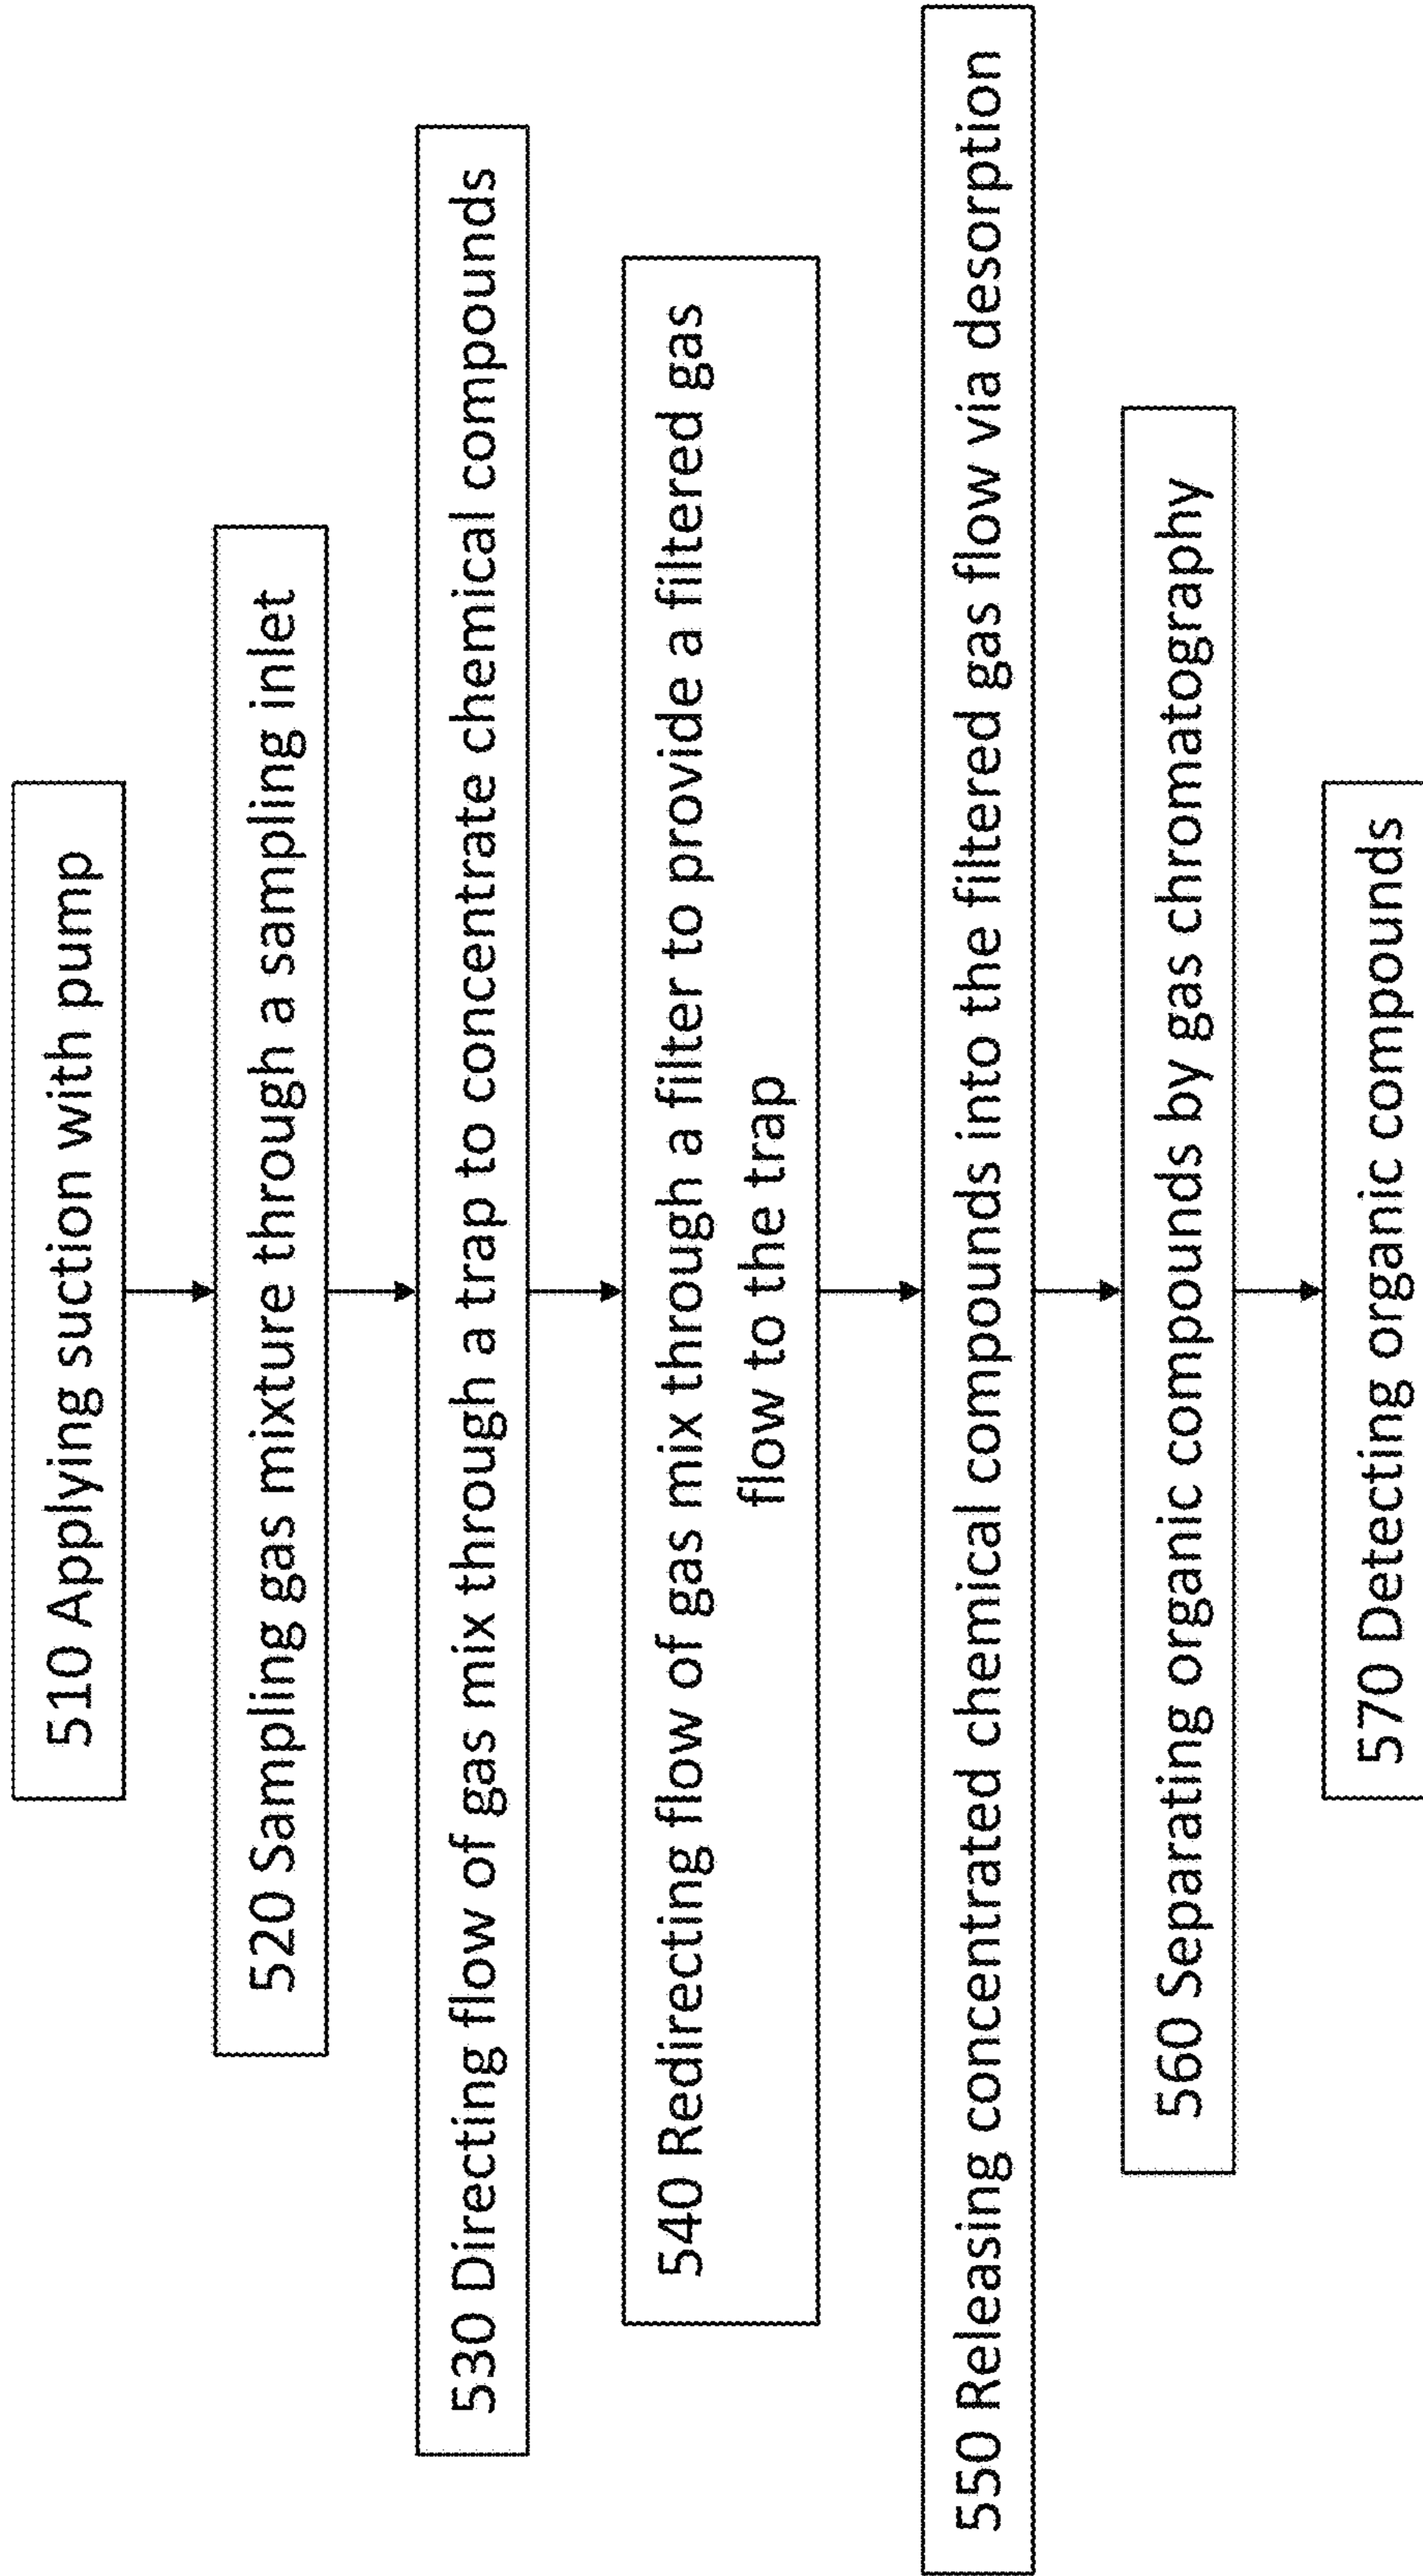 510 Applying suction with pump
520 Sampling gas mixture through a sampling inlet
530 Directing flow of gas mix through a trap to concentrate chemical compounds
540 Redirecting flow of gas mix through a filter to provide a filtered gas
flow to the trap
550 Releasing concentrated chemical compounds into the filtered gas flow via desorption
560 Separating organic compounds by gas chromatography
570 Detecting organic compounds